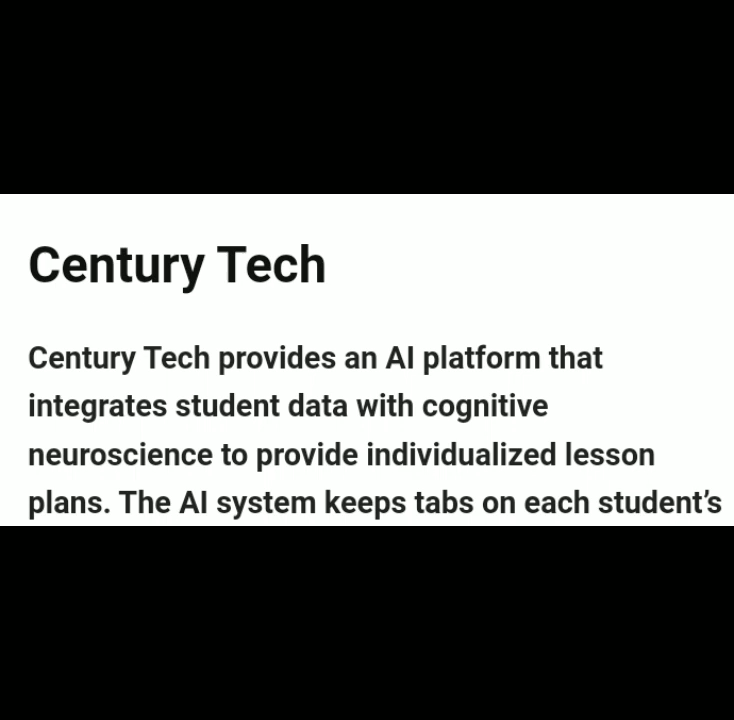 Century Tech
Century Tech provides an AI platform that
integrates student data with cognitive
neuroscience to provide individualized lesson
plans. The AI system keeps tabs on each student’s